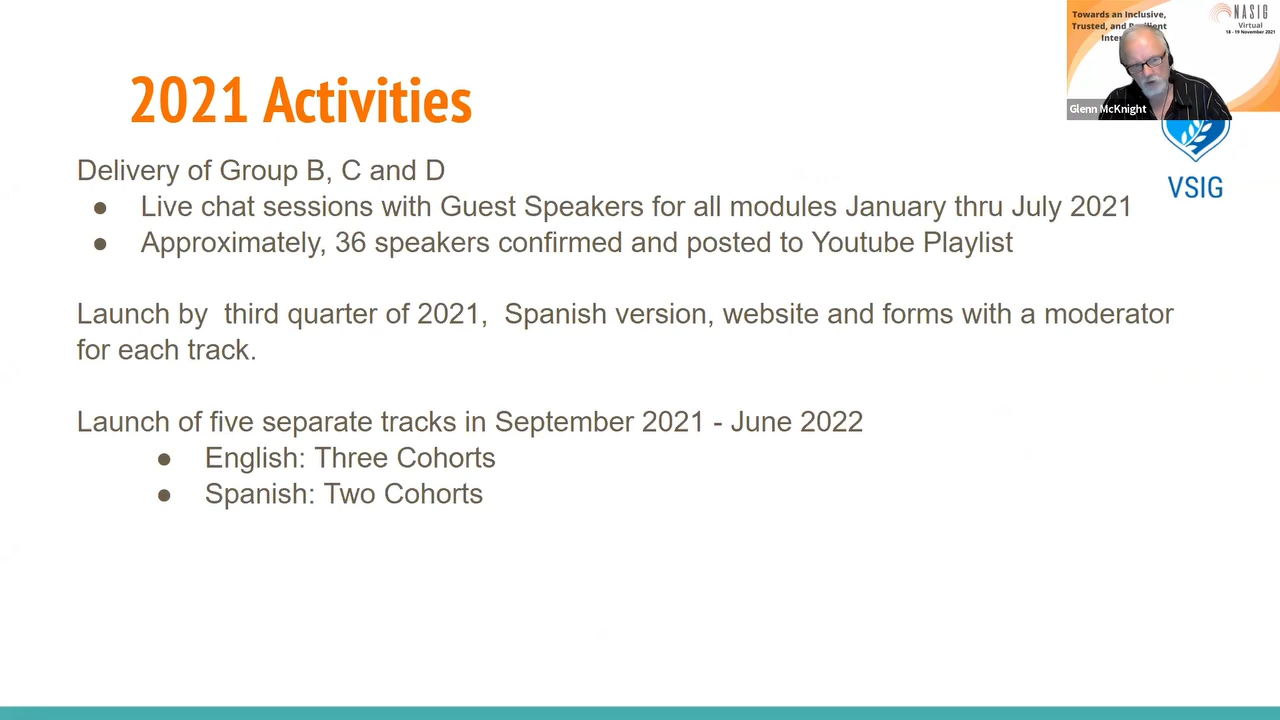 2021 Activities
Delivery of Group B, C and D
● Live chat sessions with Guest Speakers for all modules January thru July 2021
● Approximately, 36 speakers confirmed and posted to Youtube Playlist
Launch by  third quarter of 2021,  Spanish version, website and forms with a moderator
for each track.
Launch of five separate tracks in September 2021 - June 2022
● English: Three Cohorts
● Spanish: Two Cohorts
Towards an Inclusive,
Trusted, and
NASIG
Virtual
18 - 19 November 2021
Glenn McKnight
VSIG